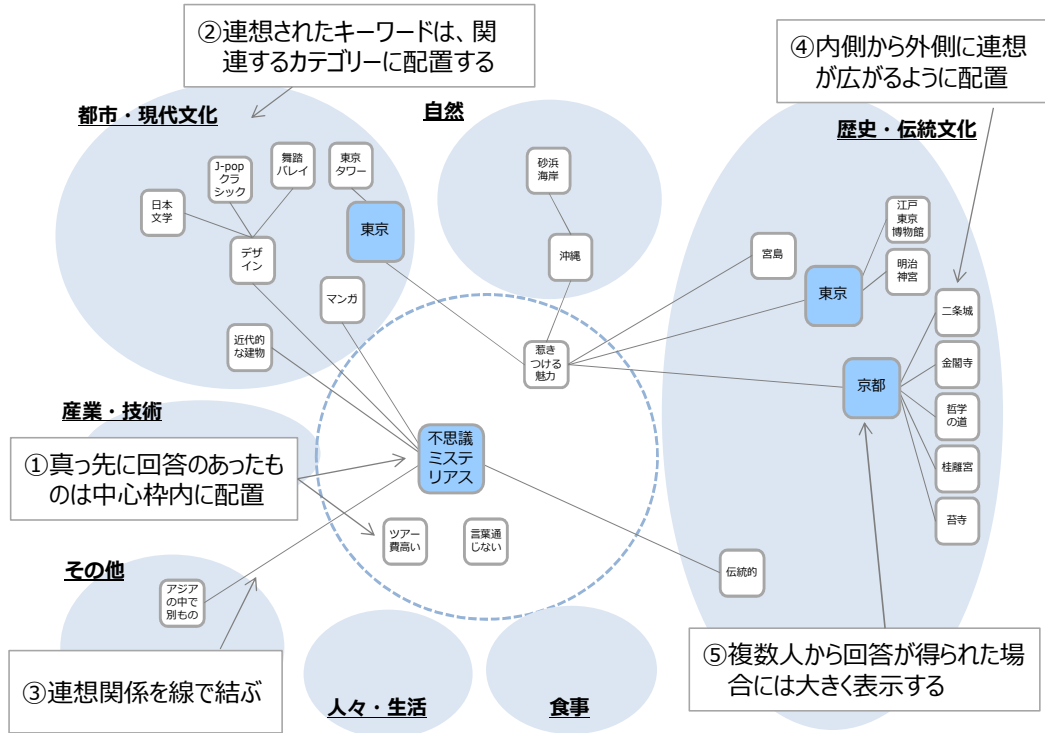 ②連想されたキーワードは、関
連するカテゴリーに配置する
④内側から外側に連想
が広がるように配置
都市・現代文化
自然
歴史・伝統文化
J-pop
クラ
シック
舞踏
バレイ
東京
タワー
日本
文学
東京
デザ
イン
マンガ
近代的
な建物
砂浜
海岸
沖縄
惹き
つける
魅力
宮島
東京
江戸
東京
博物館
明治
神宮
二条城
京都
金閣寺
哲学
の道
桂離宮
苔寺
産業・技術
①真っ先に回答のあったも
のは中心枠内に配置
不思議
ミステ
リアス
ツアー
費高い
言葉通
じない
伝統的
その他
アジア
の中で
別もの
③連想関係を線で結ぶ
人々・生活
食事
⑤複数人から回答が得られた場
合には大きく表示する